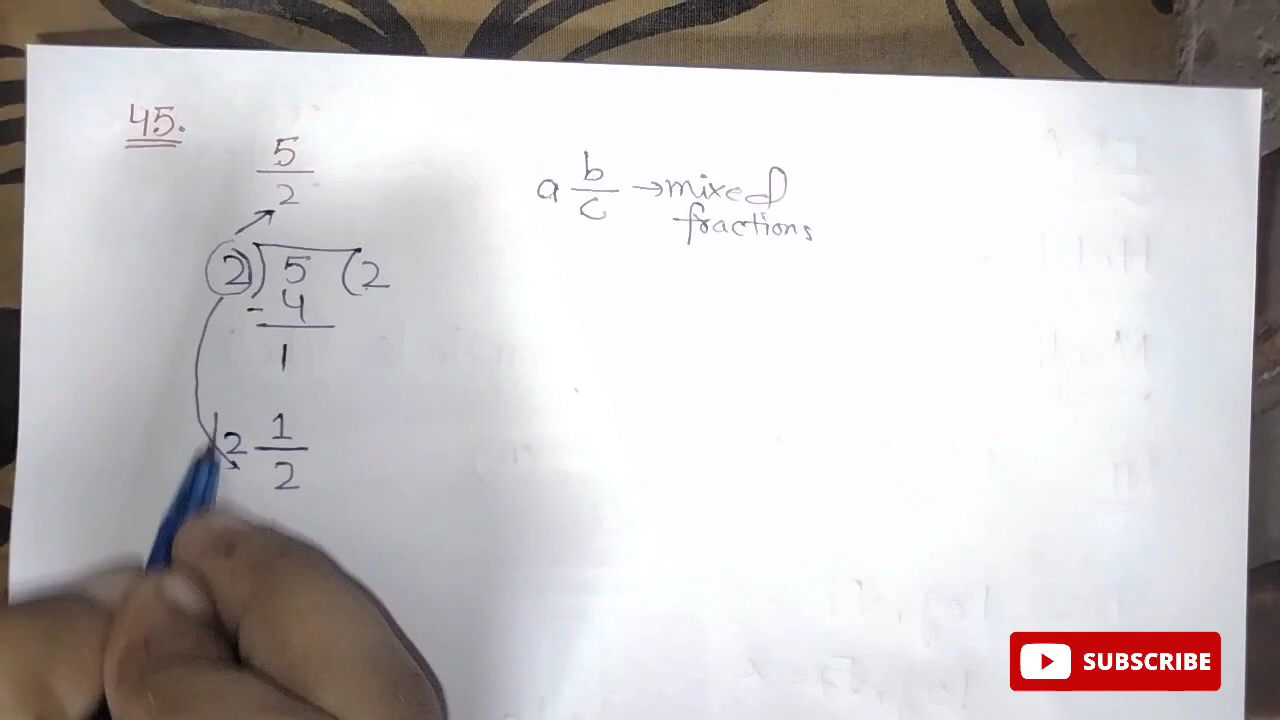 45.
5
2
a b/c → mixed
fractions
2) 5 (2
- 4
1
2 1/2
SUBSCRIBE